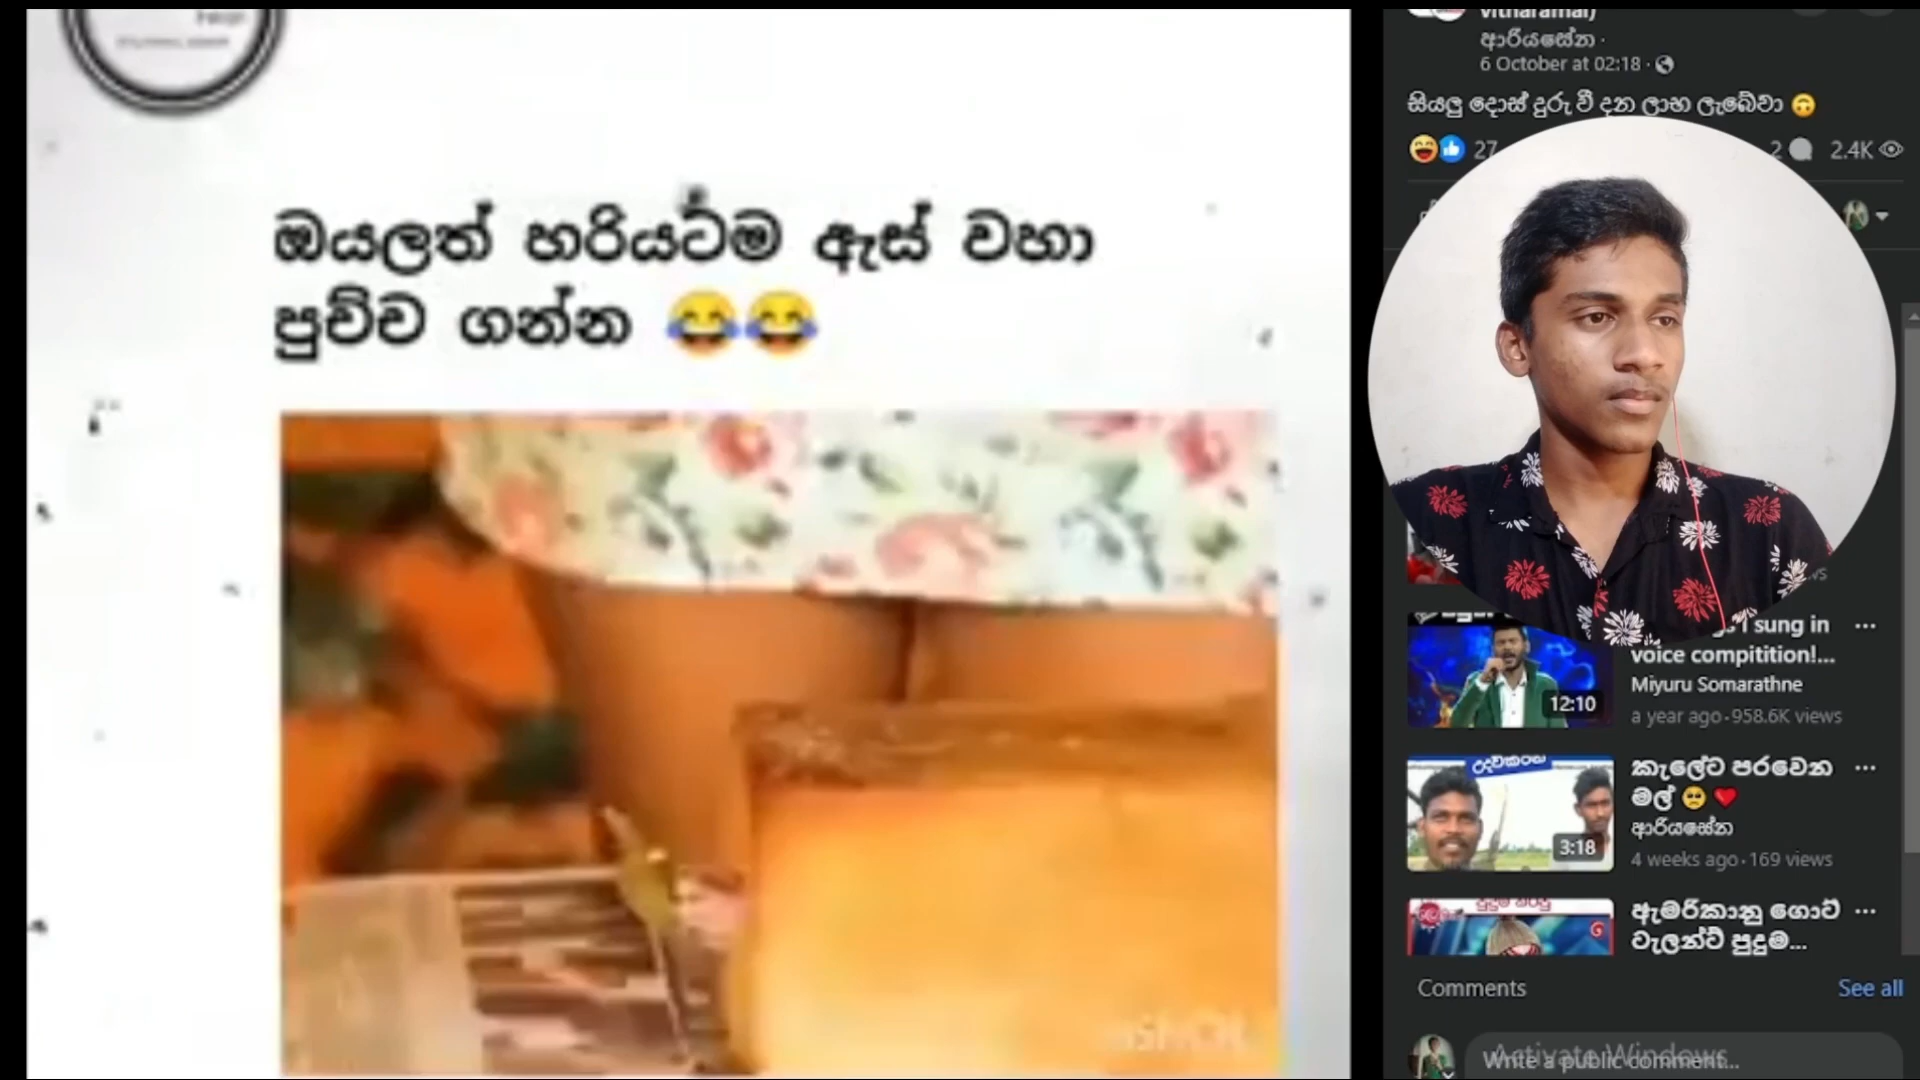 ඔයලත් හරියටම ඇස් වහා
පුච්ච ගන්න 😂😂
vitharamai)
ආරියසේන ·
6 October at 02:18 ·
සියලු දොස් දුරු වී දන ලාභ ලැබේවා 🙃
27
2
2.4K
I sung in
voice compitition!...
Miyuru Somarathne
a year ago · 958.6K views
12:10
කැලේට පරවෙන
මල් 🥺 ❤️
ආරියසේන
4 weeks ago · 169 views
3:18
ඇමරිකානු ගොට්
ටැලන්ට් පුදුම...
Comments
See all
Write a public comment...
Activate Windows